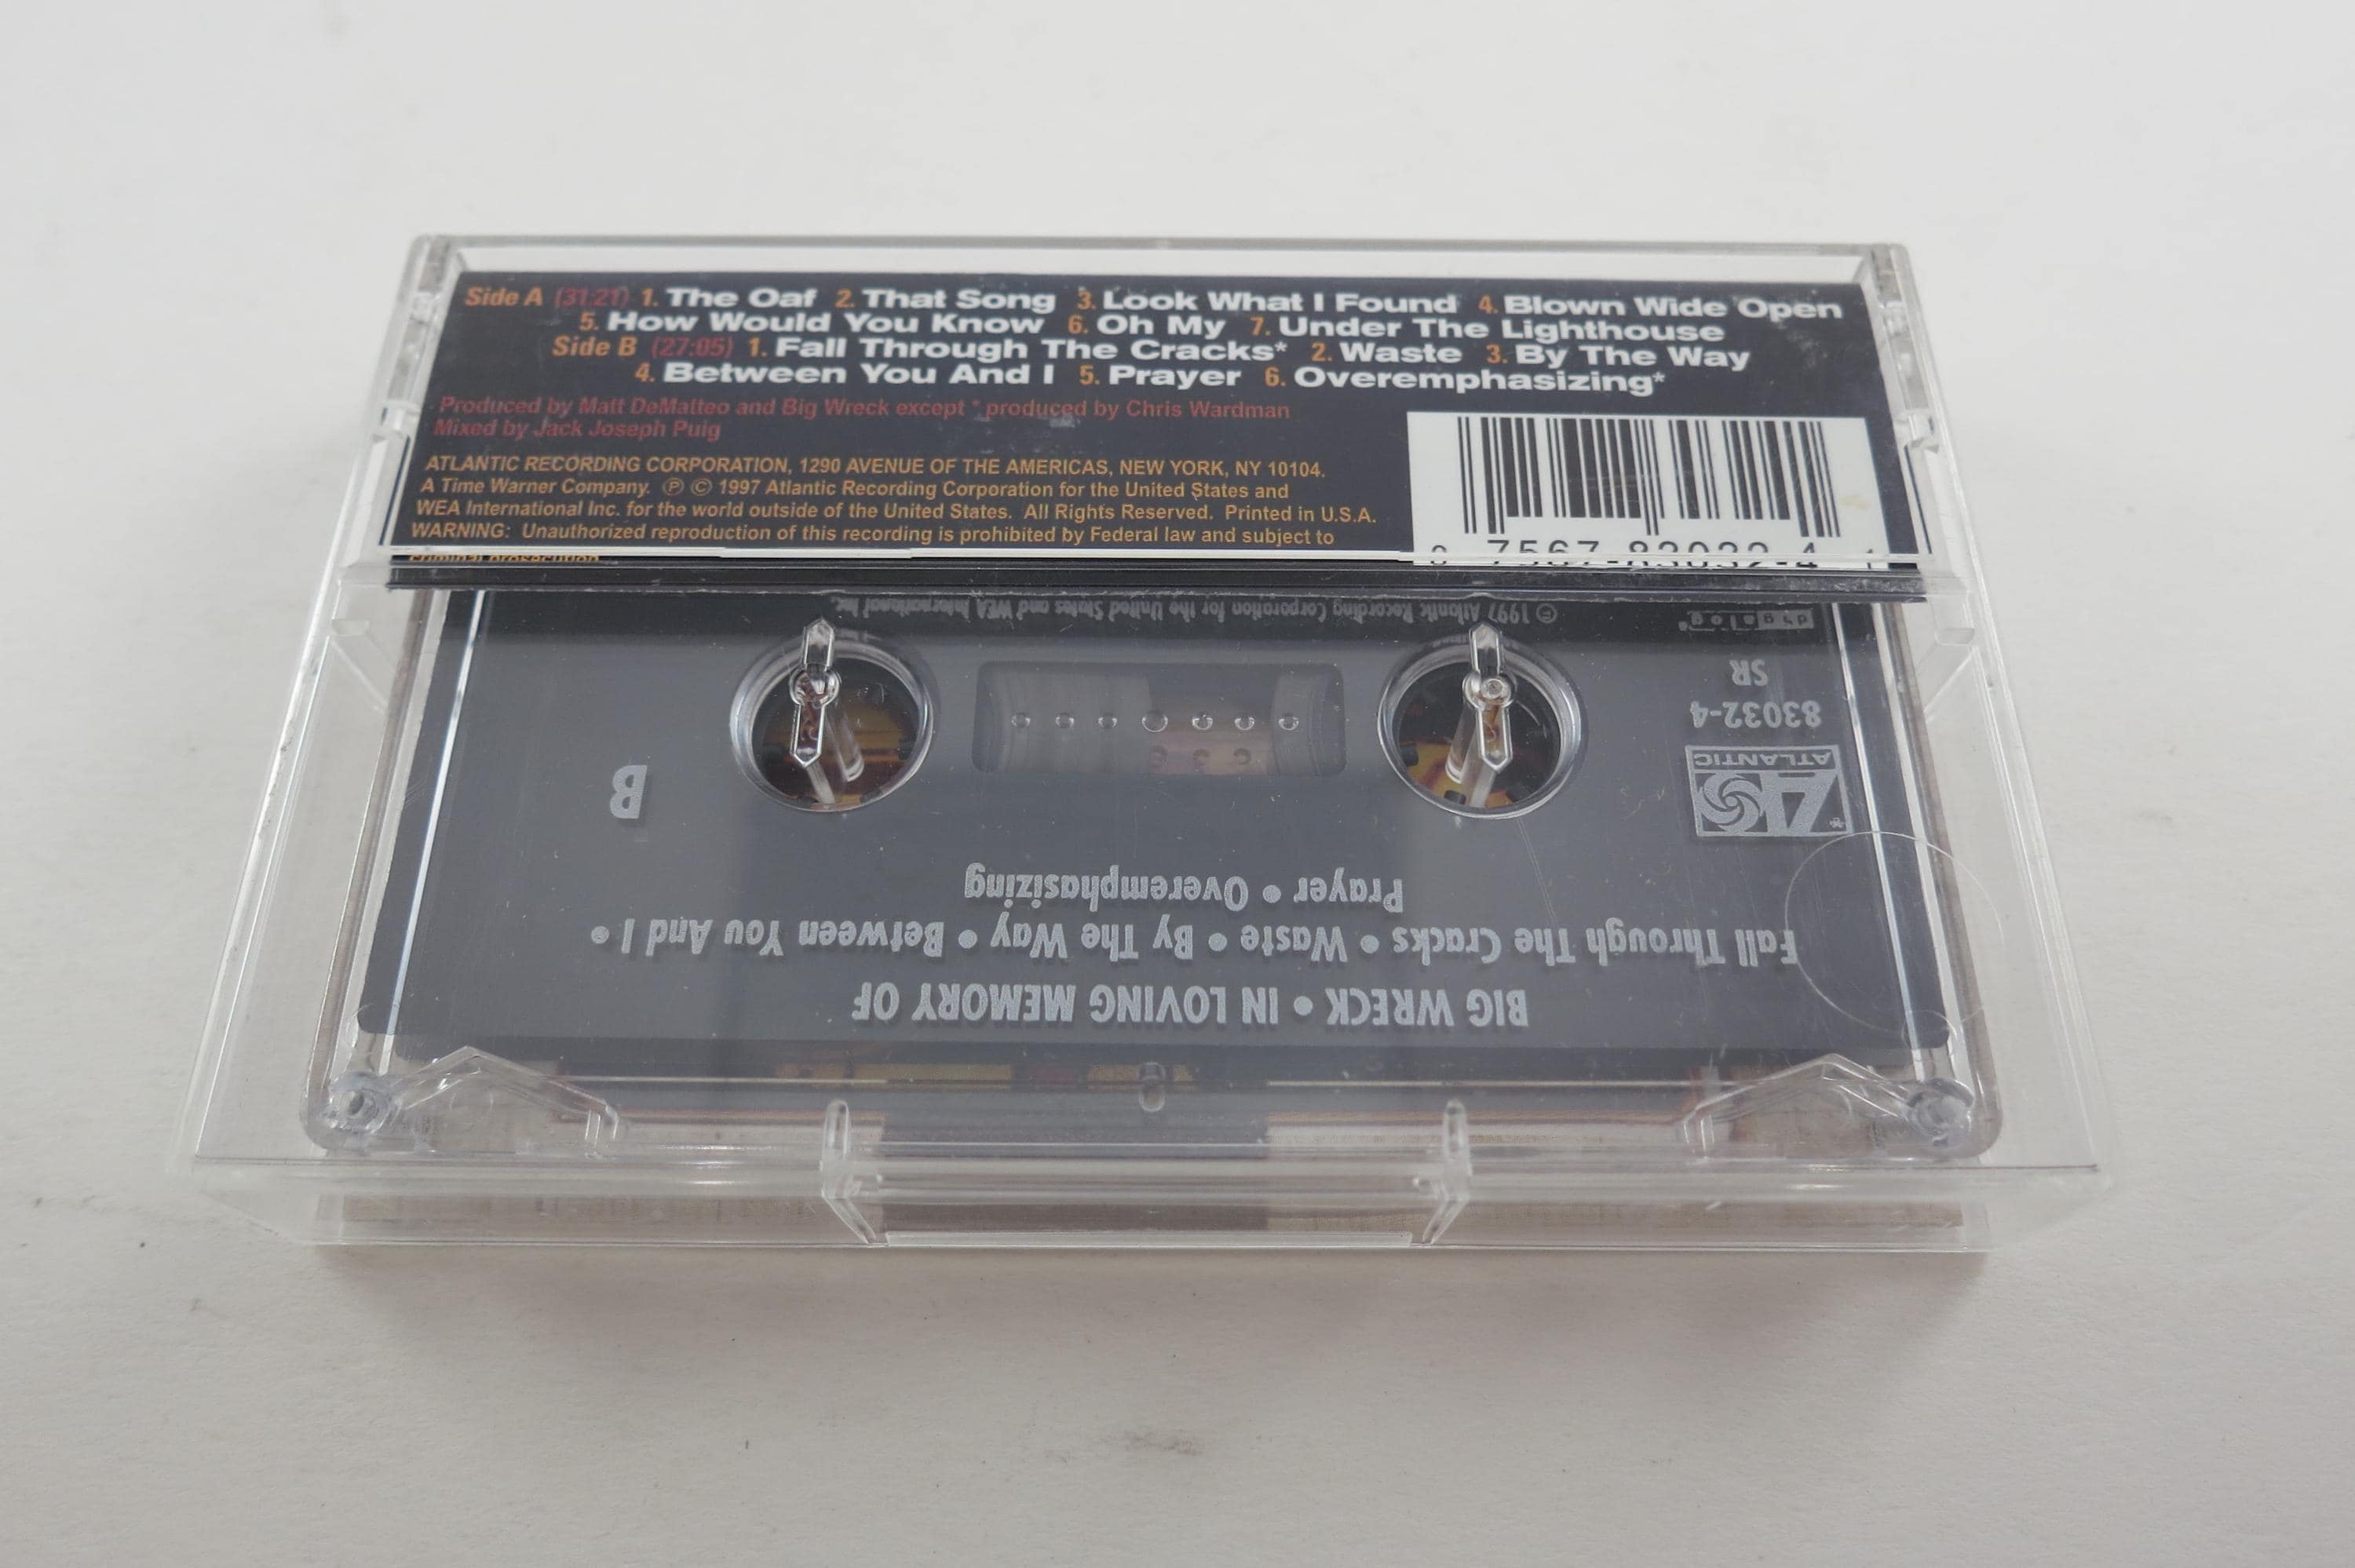 Side A (31:21) 1. The Oaf 2. That Song 3. Look What I Found 4. Blown Wide Open
5. How Would You Know 6. Oh My 7. Under The Lighthouse
Side B (27:05) 1. Fall Through The Cracks* 2. Waste 3. By The Way
4. Between You And I 5. Prayer 6. Overemphasizing*
Produced by Matt DeMatteo and Big Wreck except * produced by Chris Wardman
Mixed by Jack Joseph Puig
ATLANTIC RECORDING CORPORATION, 1290 AVENUE OF THE AMERICAS, NEW YORK, NY 10104.
A Time Warner Company. ℗ © 1997 Atlantic Recording Corporation for the United States and
WEA International Inc. for the world outside of the United States. All Rights Reserved. Printed in U.S.A.
WARNING: Unauthorized reproduction of this recording is prohibited by Federal law and subject to
criminal prosecution.
0 7567-83032-4 1
BIG WRECK • IN LOVING MEMORY OF
Fall Through The Cracks • Waste • By The Way • Between You And I •
Prayer • Overemphasizing
ATLANTIC
83032-4
SR
B
digalog
℗ 1997 Atlantic Recording Corporation for the United States and WEA International Inc.